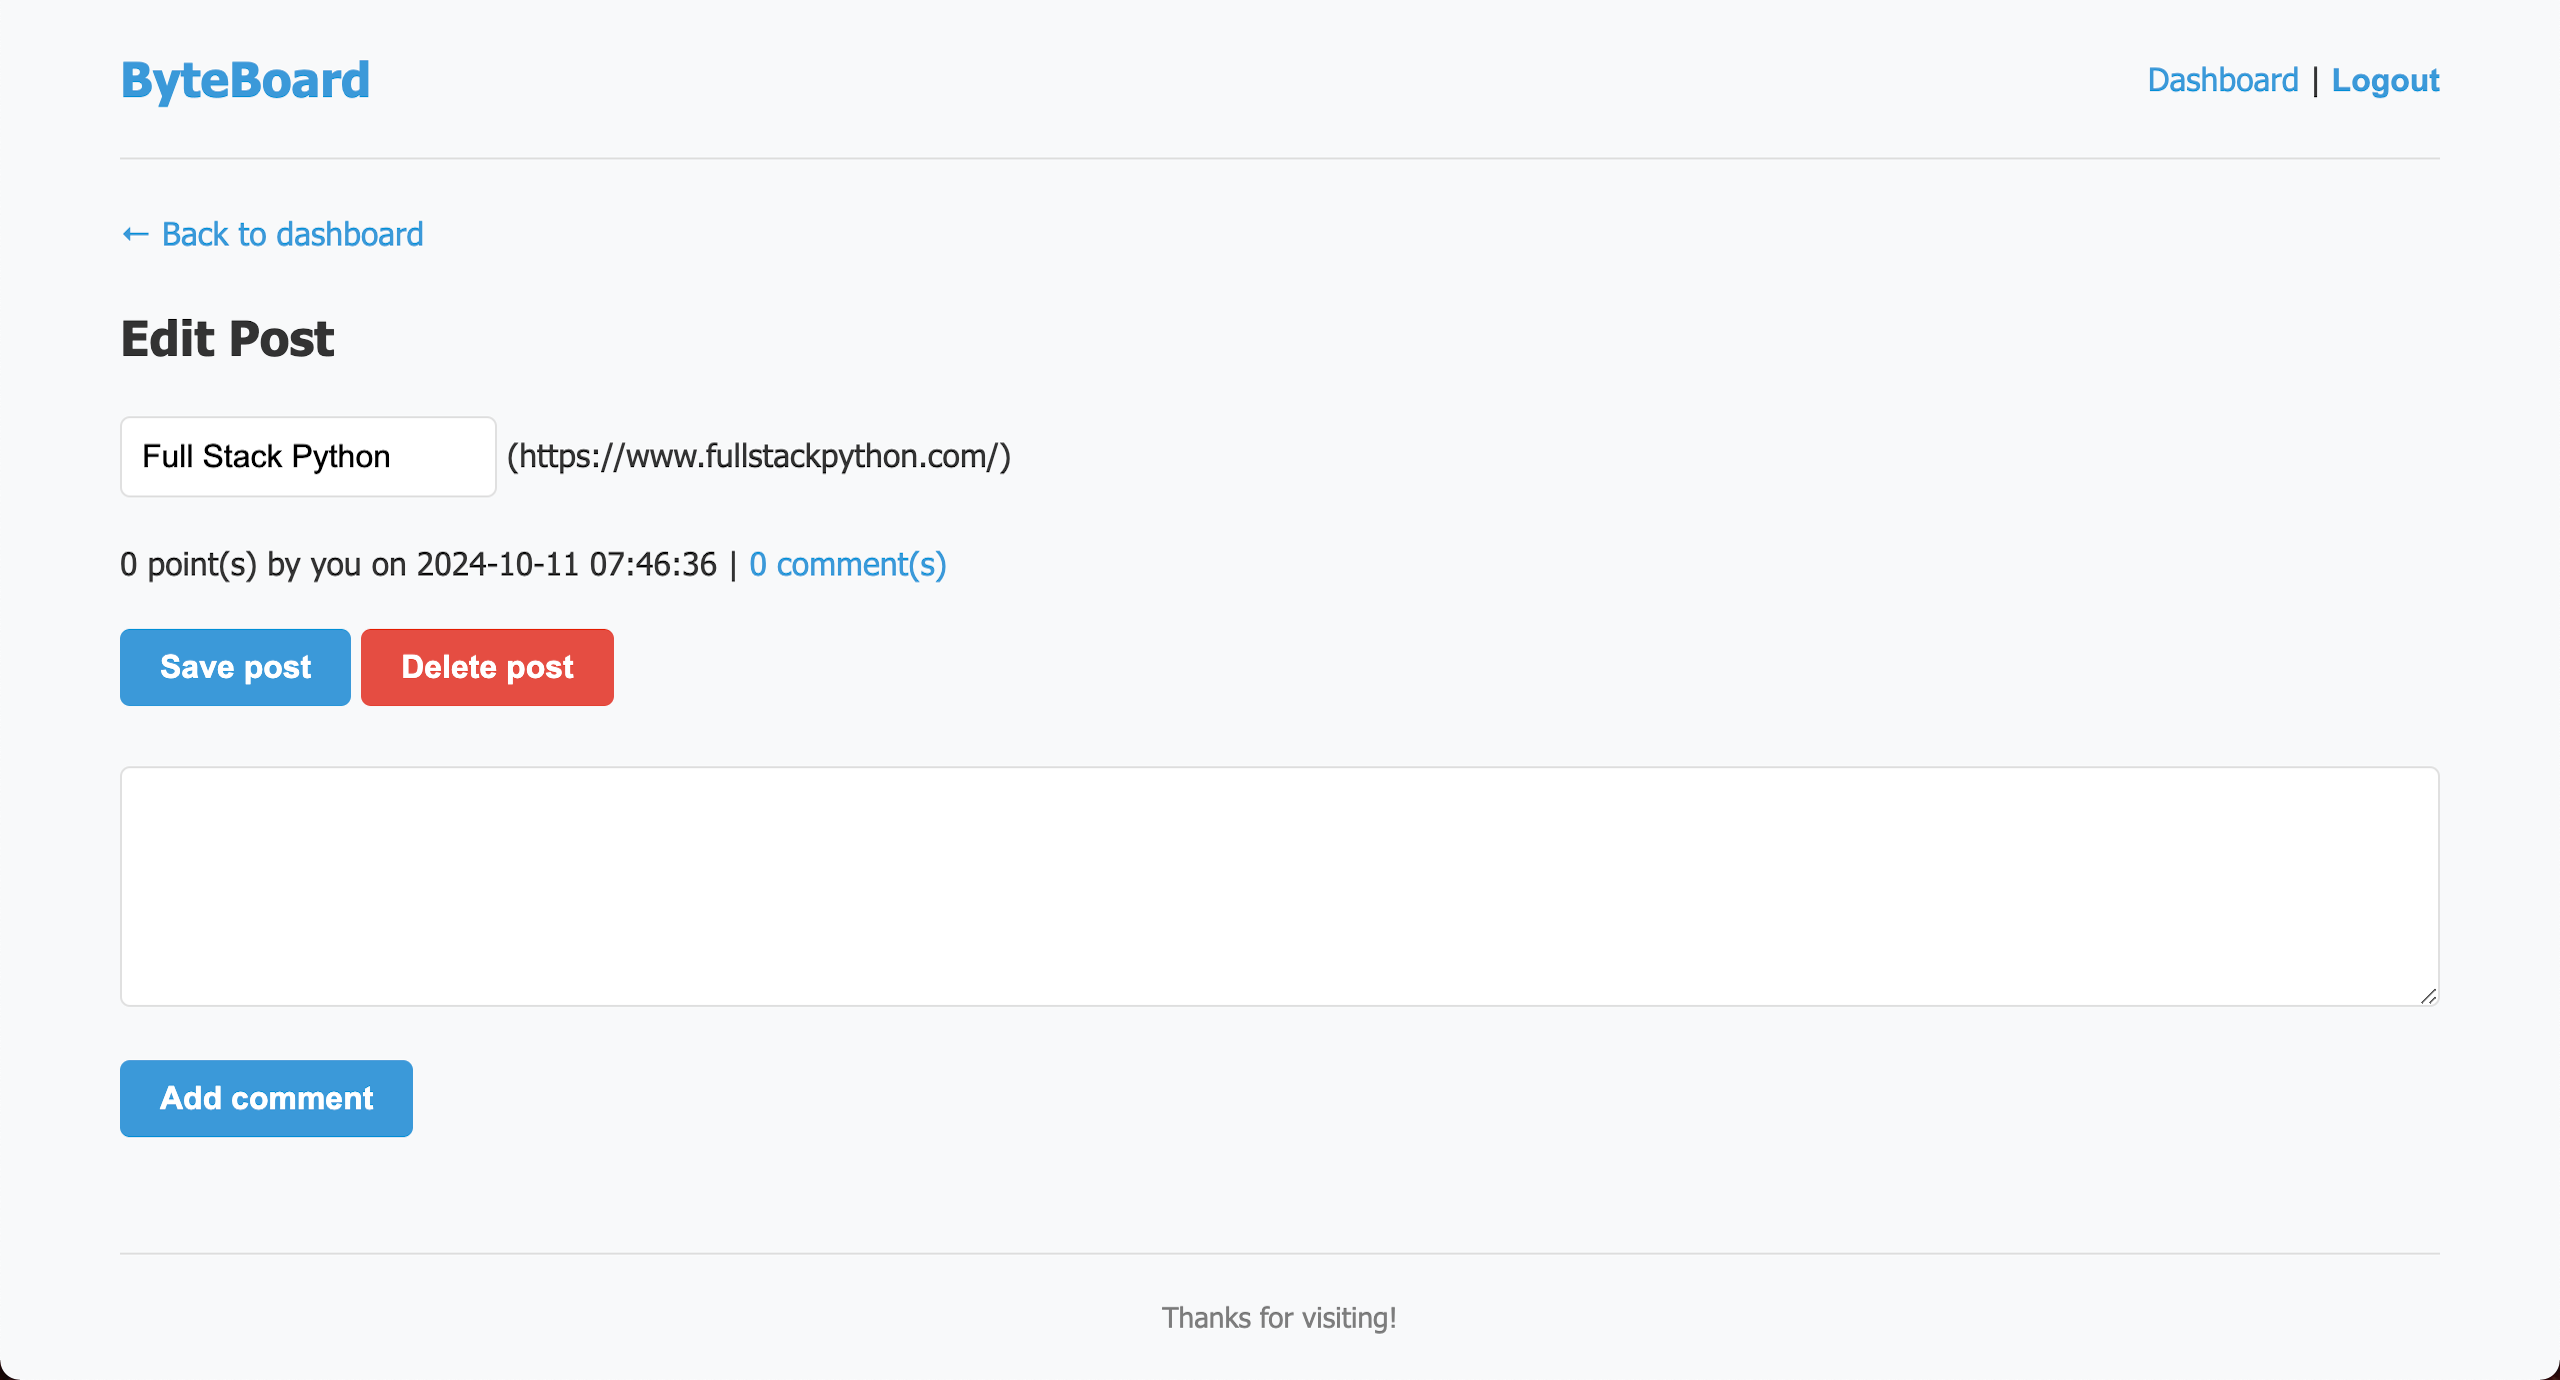 ByteBoard
Dashboard | Logout
← Back to dashboard
Edit Post
Full Stack Python (https://www.fullstackpython.com/)
0 point(s) by you on 2024-10-11 07:46:36 | 0 comment(s)
Save post Delete post
Add comment
Thanks for visiting!